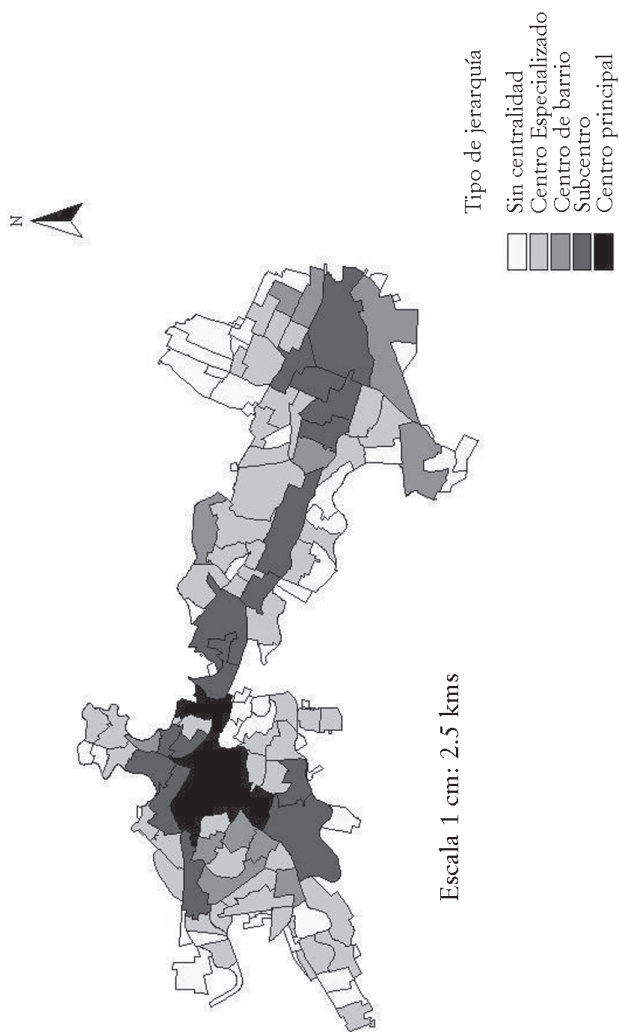 N
Tipo de jerarquía
Sin centralidad
Centro Especializado
Centro de barrio
Subcentro
Centro principal
Escala 1 cm: 2.5 kms